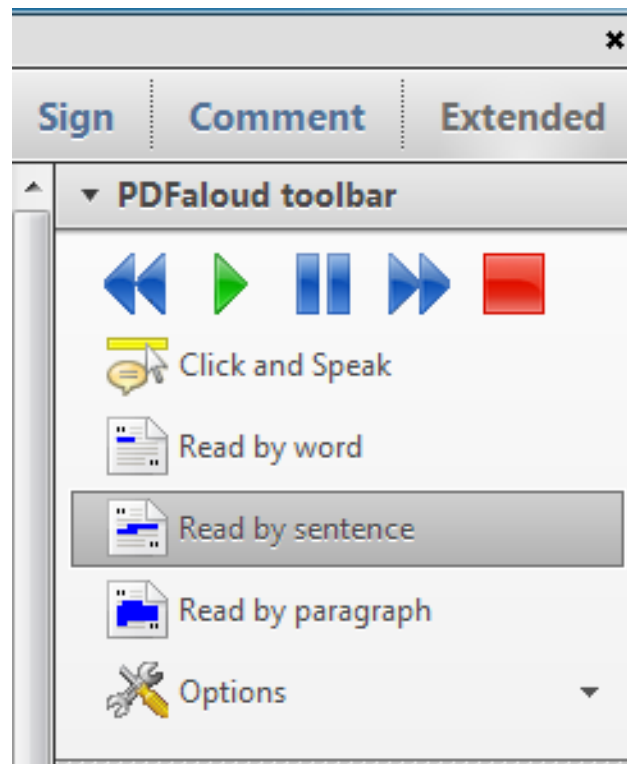 Sign Comment Extended
PDFaloud toolbar
Click and Speak
Read by word
Read by sentence
Read by paragraph
Options